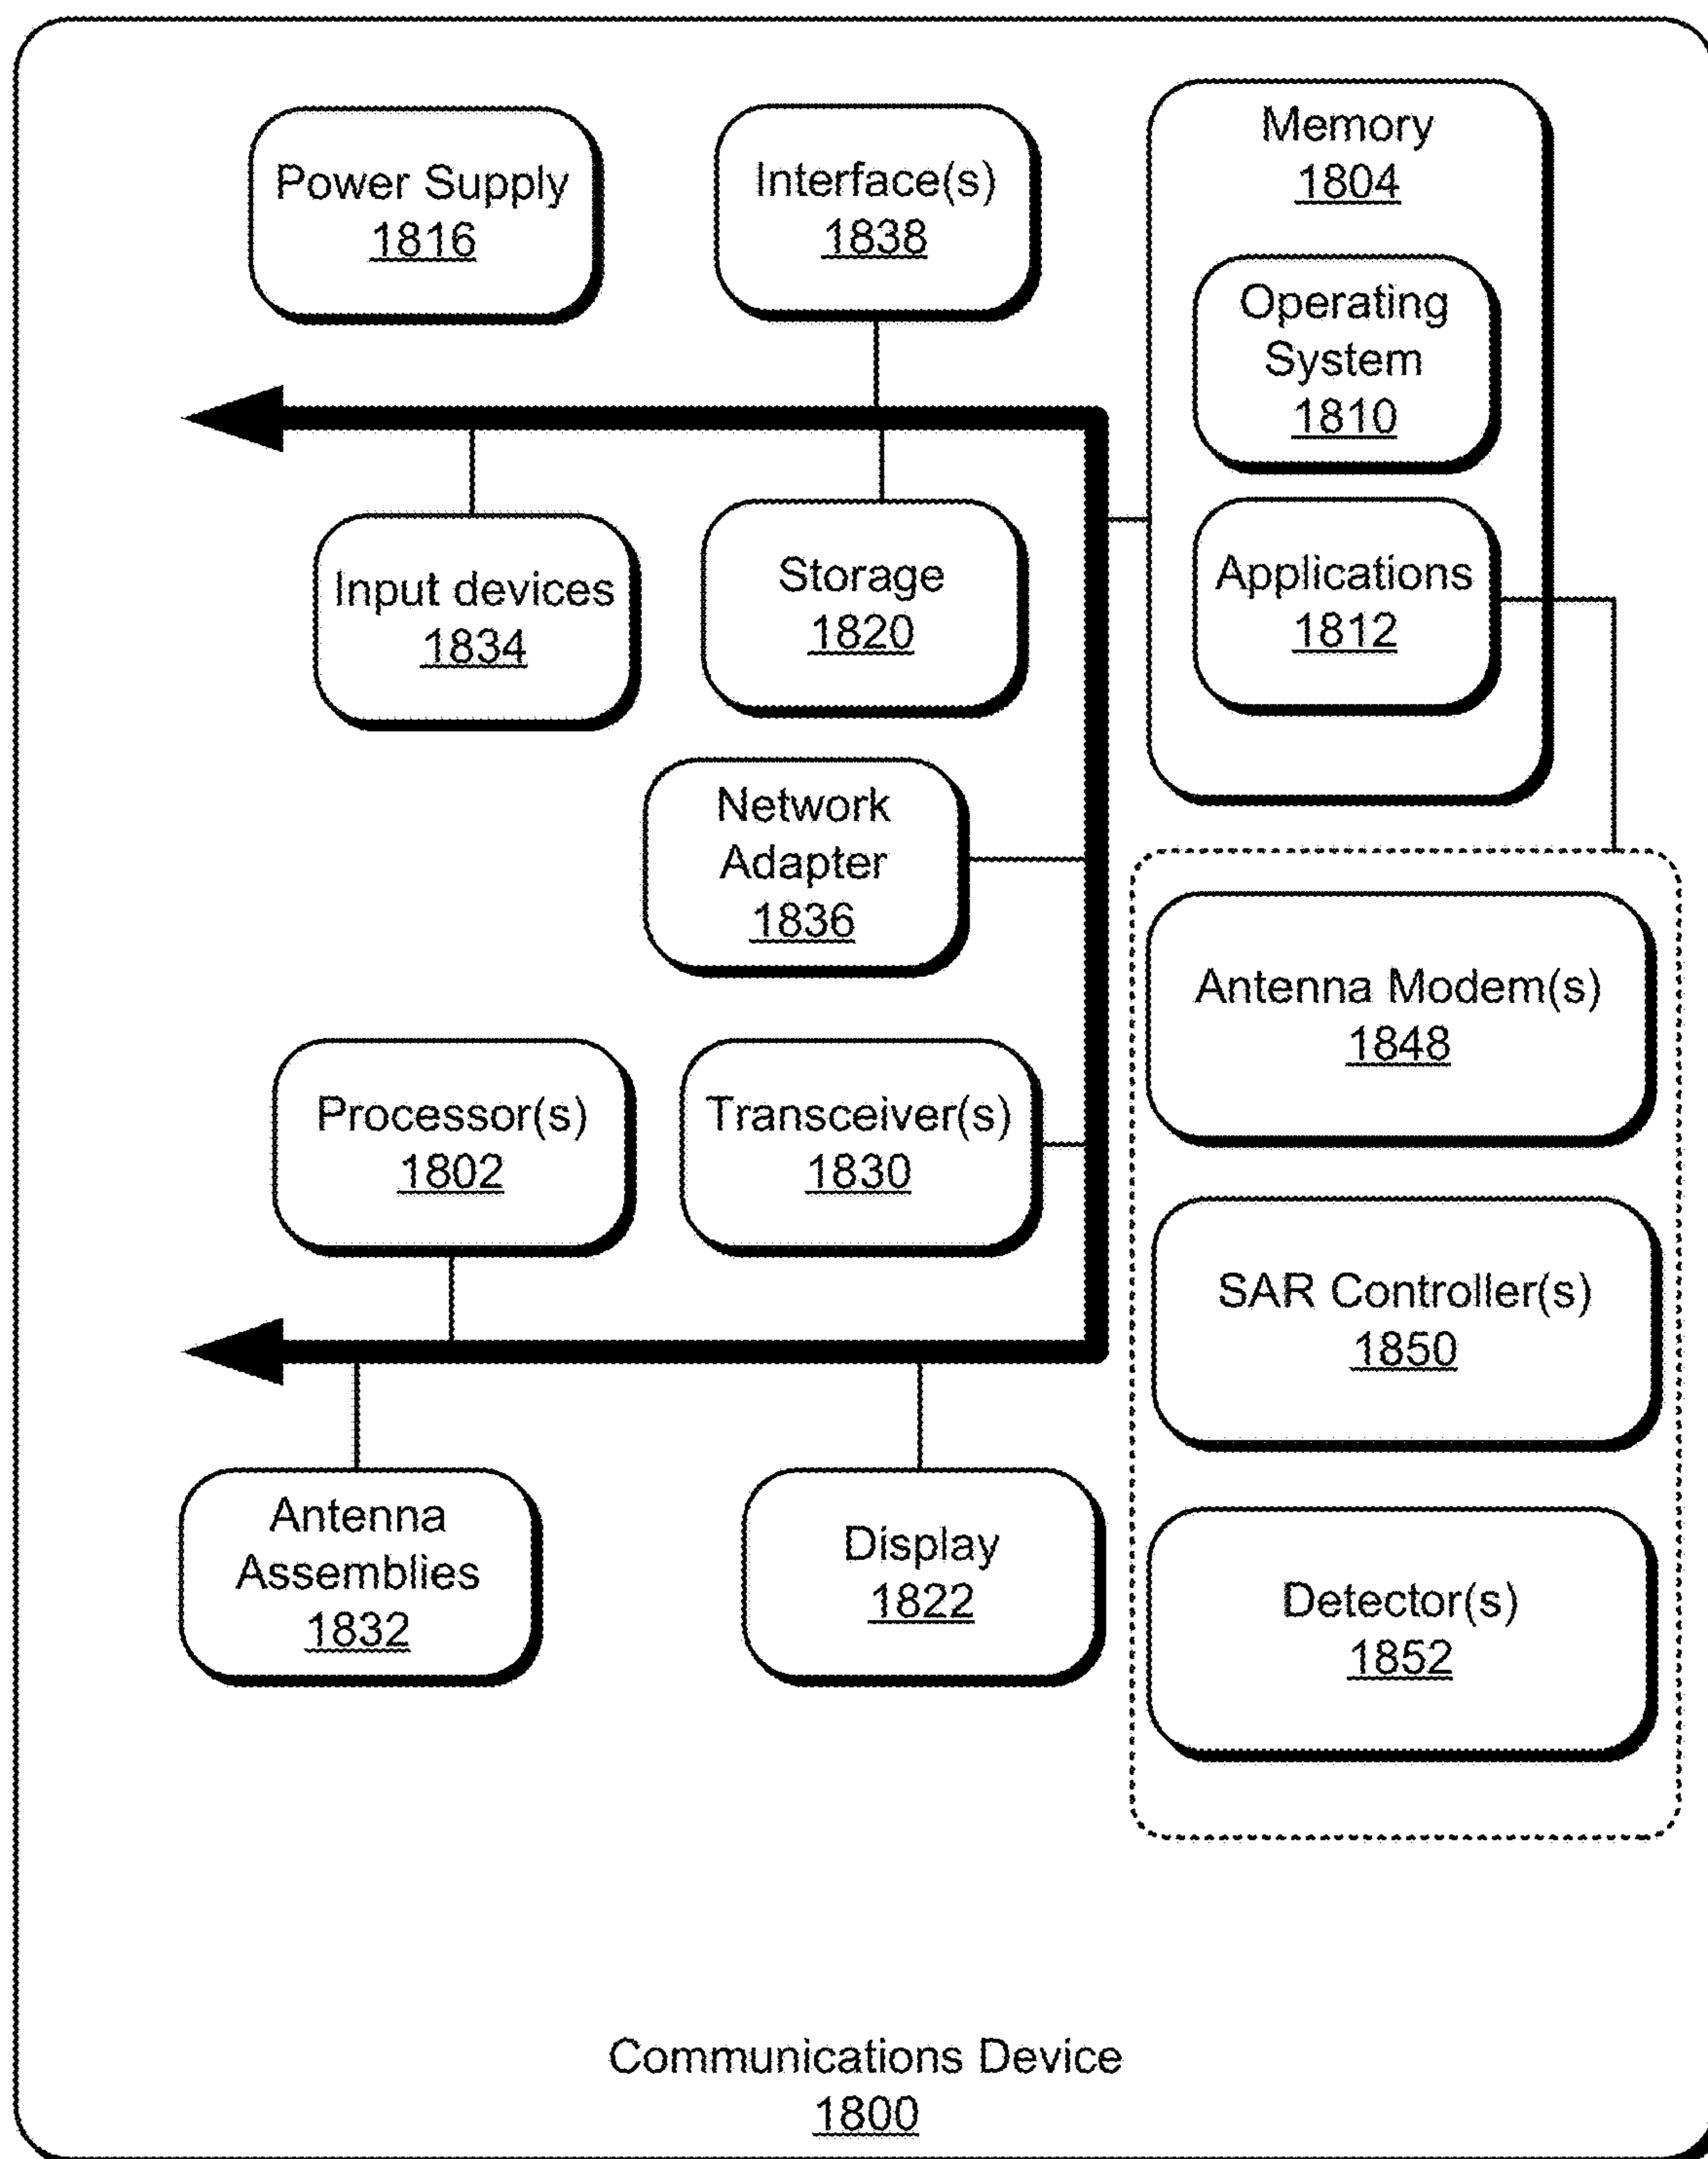 Power Supply
1816
Interface(s)
1838
Memory
1804
Operating
System
1810
Applications
1812
Input devices
1834
Storage
1820
Network
Adapter
1836
Antenna Modem(s)
1848
Processor(s)
1802
Transceiver(s)
1830
SAR Controller(s)
1850
Antenna
Assemblies
1832
Display
1822
Detector(s)
1852
Communications Device
1800